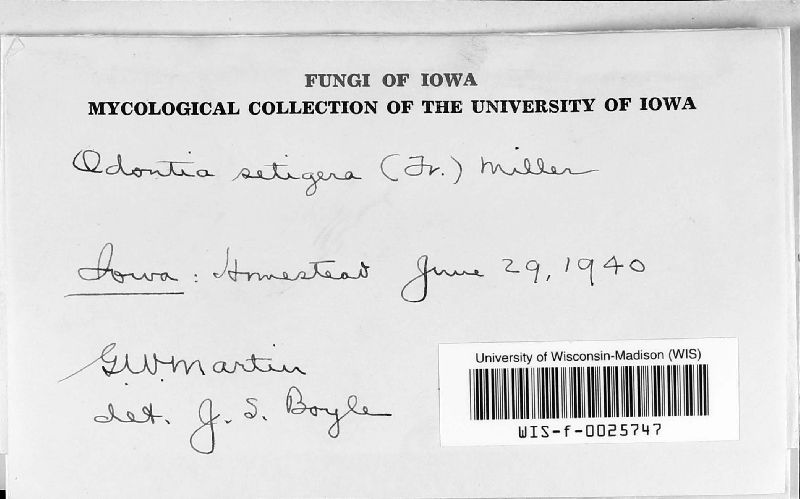 FUNGI OF IOWA
MYCOLOGICAL COLLECTION OF THE UNIVERSITY OF IOWA
Odontia setigera (Fr.) Miller
Iowa: Homestead June 29, 1940
G.W. Martin
det. J. S. Boyle
University of Wisconsin-Madison (WIS)
WIS-f-0025747